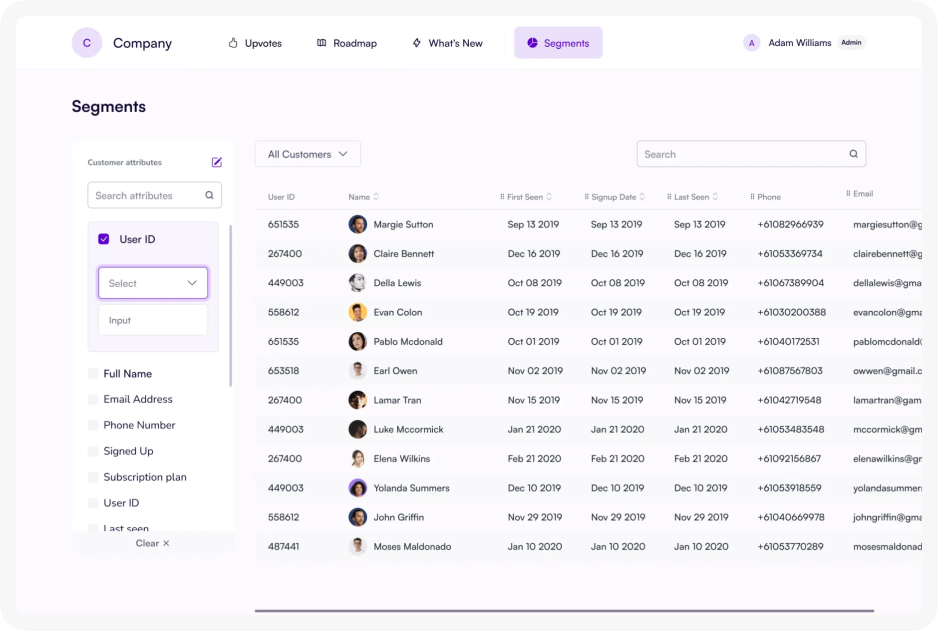 C Company Upvotes Roadmap What's New Segments A Adam Williams Admin
Segments
Customer attributes
Search attributes
User ID
Select
Input
Full Name
Email Address
Phone Number
Signed Up
Subscription plan
User ID
Last seen
Clear ×
All Customers
Search
User ID Name First Seen Signup Date Last Seen Phone Email
651535 Margie Sutton Sep 13 2019 Sep 13 2019 Sep 13 2019 +61082966939 margiesutton@g
267400 Claire Bennett Dec 16 2019 Dec 16 2019 Dec 16 2019 +61053369734 clairebennett@g
449003 Della Lewis Oct 08 2019 Oct 08 2019 Oct 08 2019 +61067389904 dellalewis@gma
558612 Evan Colon Oct 19 2019 Oct 19 2019 Oct 19 2019 +61030200388 evancolon@gma
651535 Pablo Mcdonald Oct 01 2019 Oct 01 2019 Oct 01 2019 +61040172531 pablomcdonald@
653518 Earl Owen Nov 02 2019 Nov 02 2019 Nov 02 2019 +61087567803 owwen@gmail.c
267400 Lamar Tran Nov 15 2019 Nov 15 2019 Nov 15 2019 +61042719548 lamartran@gam
449003 Luke Mccormick Jan 21 2020 Jan 21 2020 Jan 21 2020 +61053483548 mccormick@gm
267400 Elena Wilkins Feb 21 2020 Feb 21 2020 Feb 21 2020 +61092156867 elenawilkins@gr
449003 Yolanda Summers Dec 10 2019 Dec 10 2019 Dec 10 2019 +61053918559 yolandasummer
558612 John Griffin Nov 29 2019 Nov 29 2019 Nov 29 2019 +61040669978 johngriffin@gma
487441 Moses Maldonado Jan 10 2020 Jan 10 2020 Jan 10 2020 +61053770289 mosesmaldonad